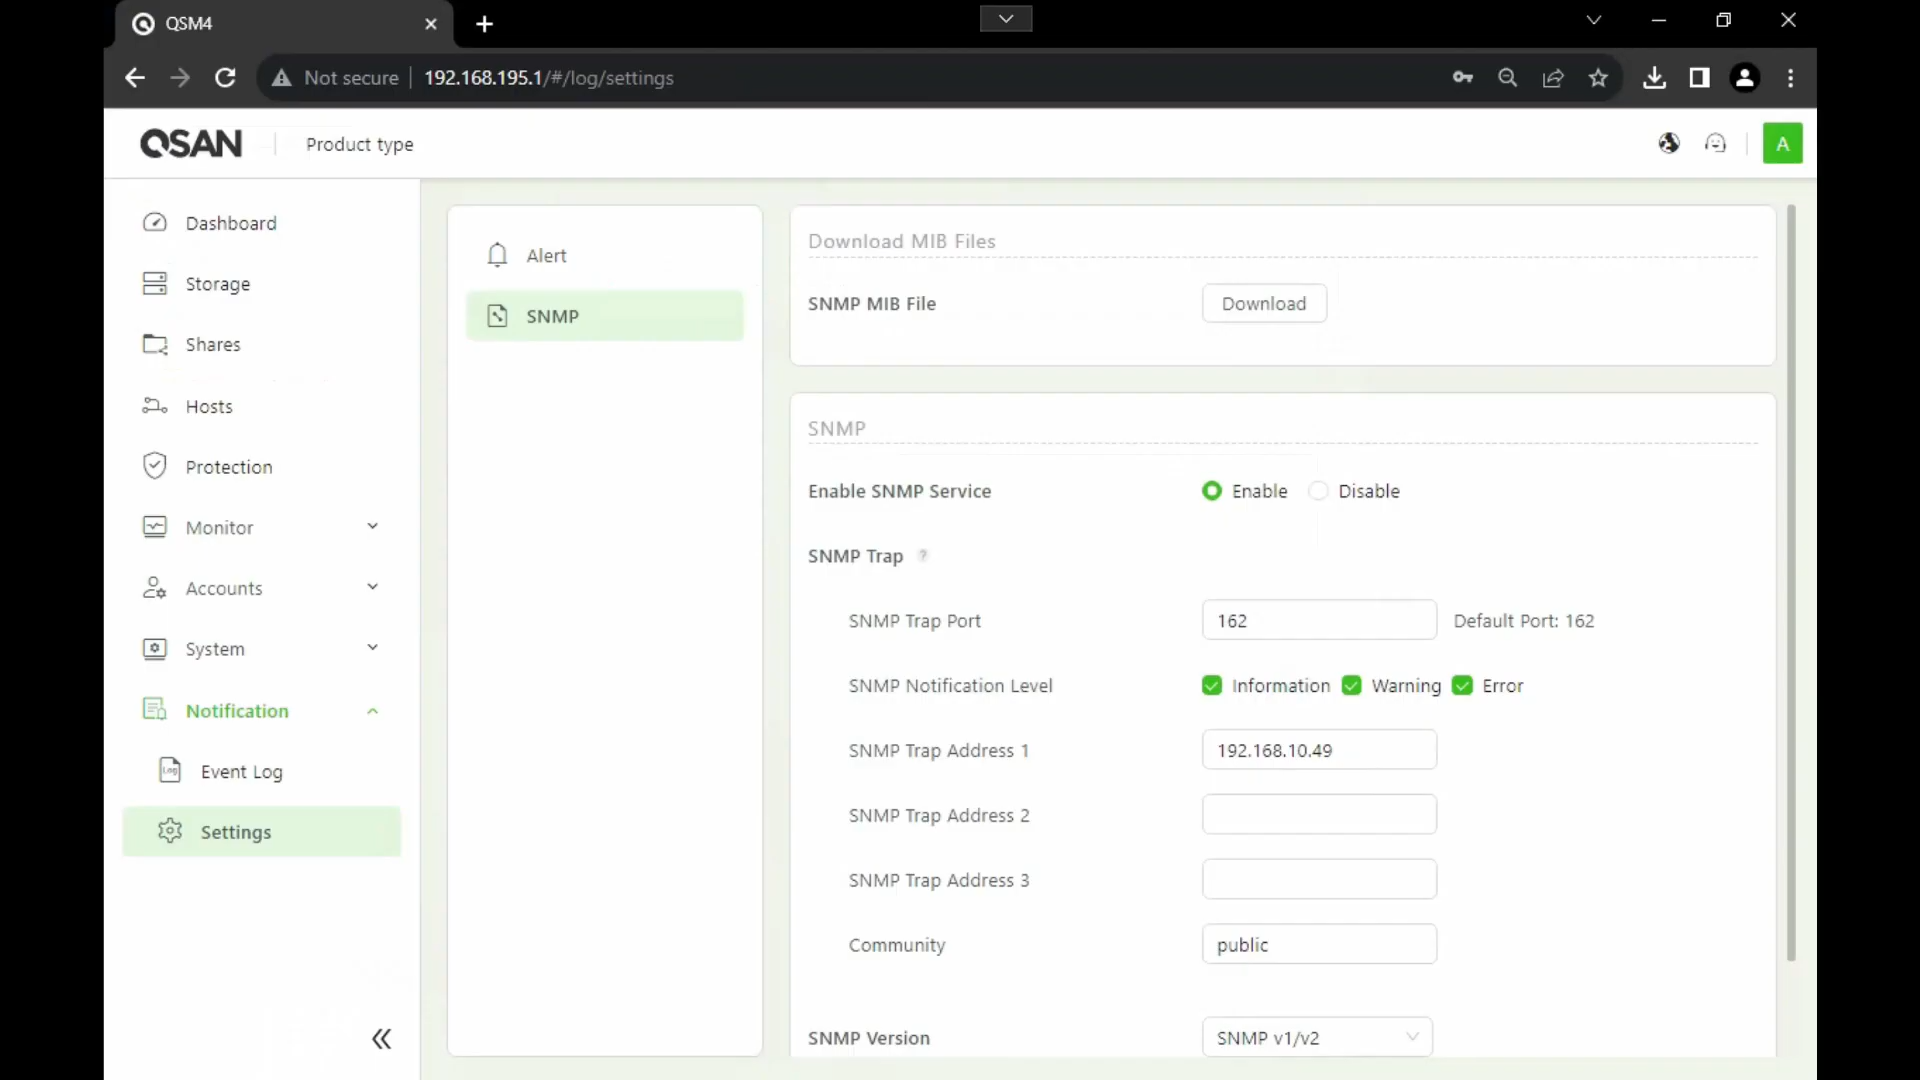 QSM4
Not secure
192.168.195.1/#/log/settings
QSAN
Product type
A
Dashboard
Storage
Shares
Hosts
Protection
Monitor
Accounts
System
Notification
Event Log
Settings
Alert
SNMP
Download MIB Files
SNMP MIB File
Download
SNMP
Enable SNMP Service
Enable
Disable
SNMP Trap ?
SNMP Trap Port
162
Default Port: 162
SNMP Notification Level
Information
Warning
Error
SNMP Trap Address 1
192.168.10.49
SNMP Trap Address 2
SNMP Trap Address 3
Community
public
SNMP Version
SNMP v1/v2